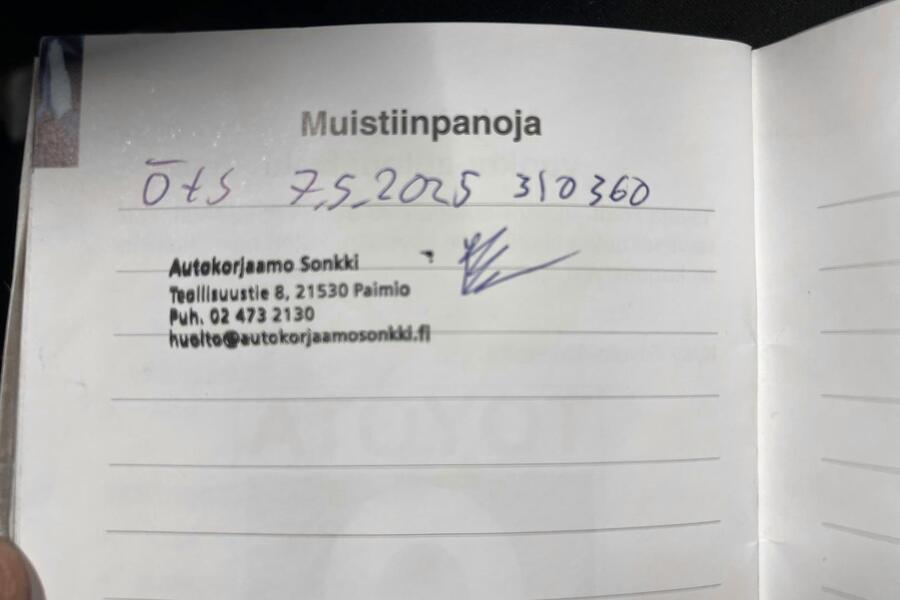 Muistiinpanoja
Öts 7.5.2025 310360
Autokorjaamo Sonkki
Teollisuustie 8, 21530 Paimio
Puh. 02 473 2130
huolto@autokorjaamosonkki.fi
TOYOTA